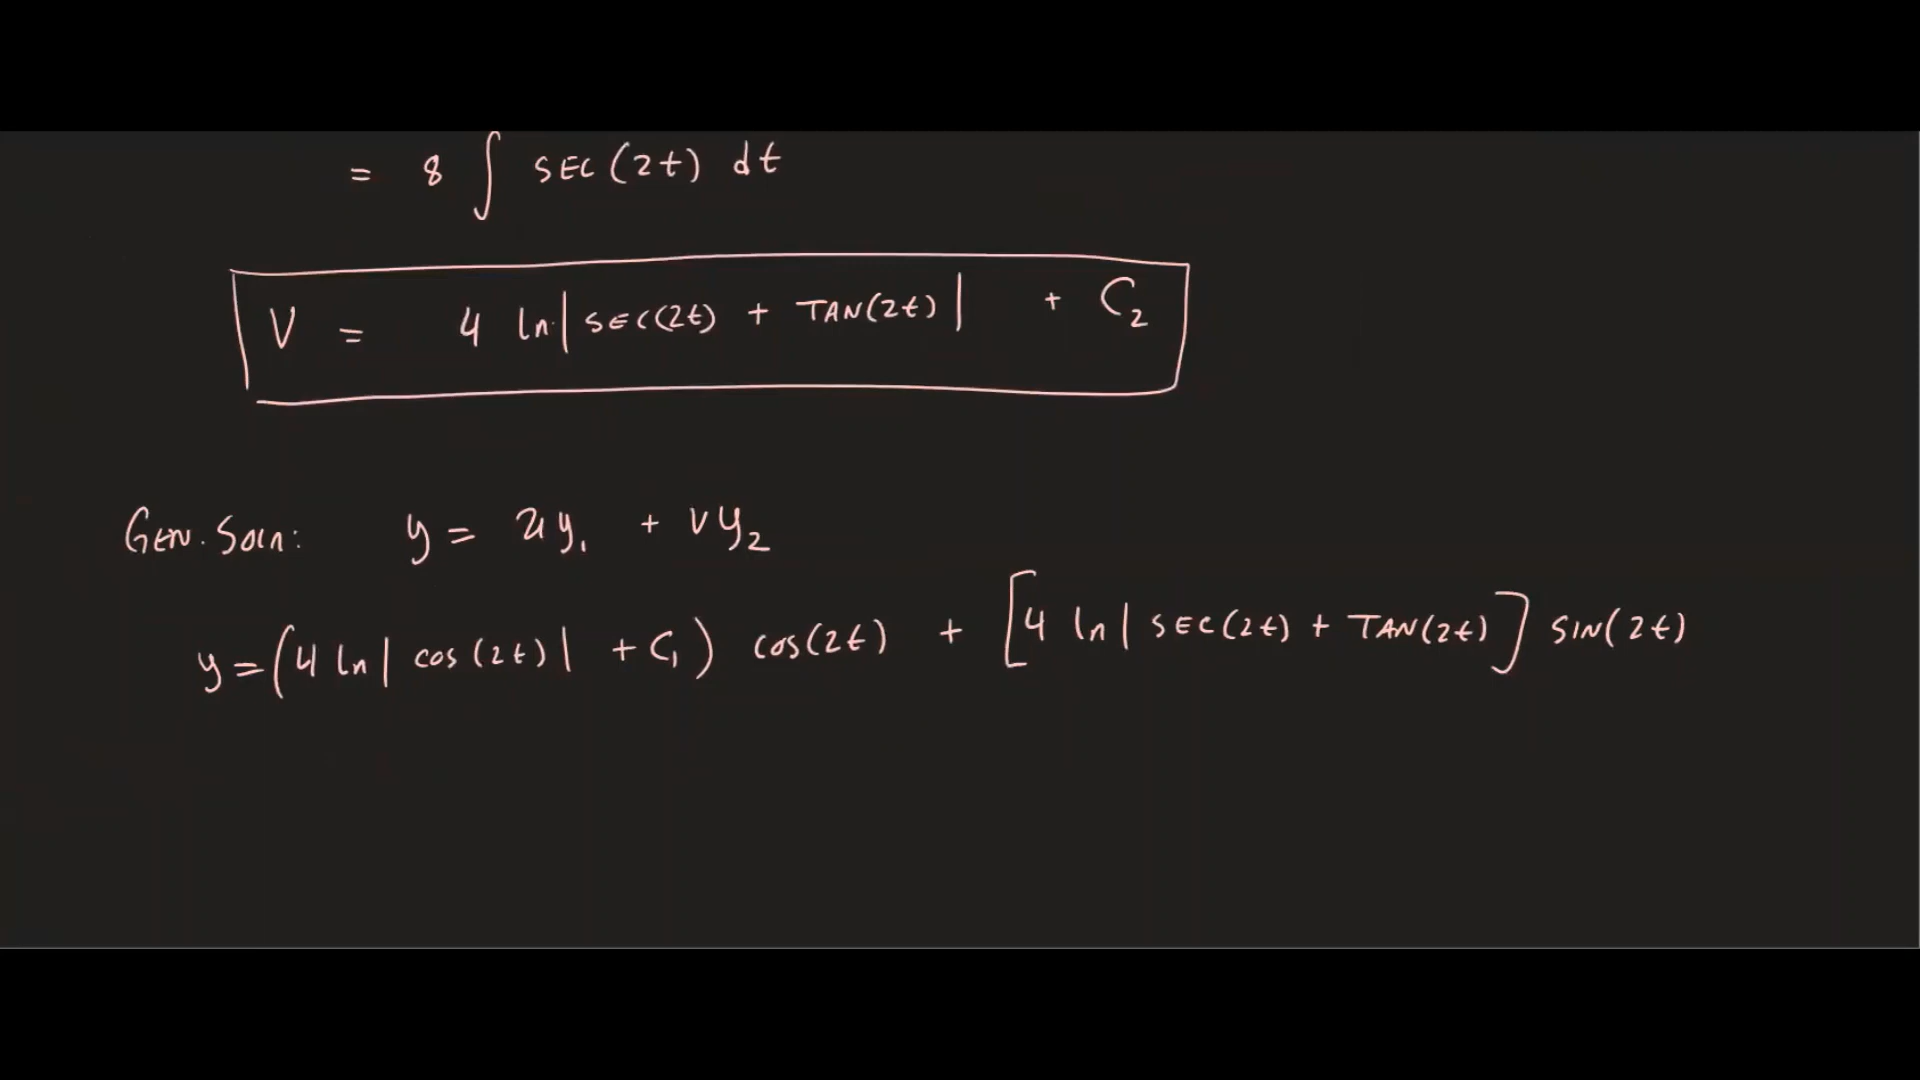 = 8 ∫ SEC(2t) dt
V = 4 ln|SEC(2t) + TAN(2t)| + C₂
GEN. SOLN: y = uy₁ + vy₂
y = (4 ln|cos(2t)| + C₁) cos(2t) + [4 ln|SEC(2t) + TAN(2t)] SIN(2t)